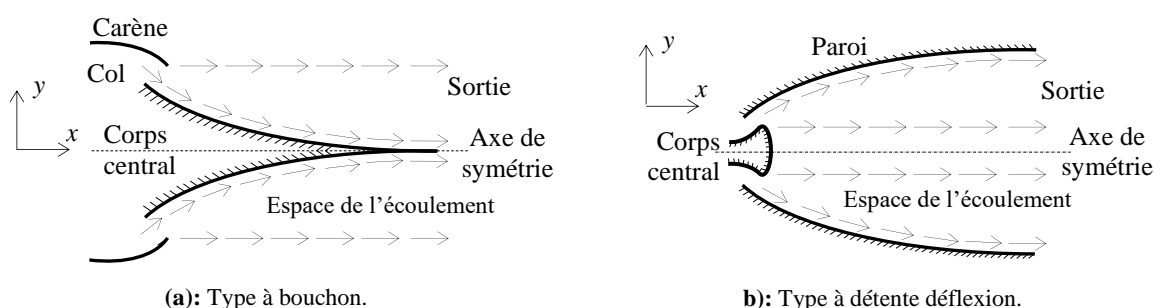 Carène
Col
y
x
Corps
central
Sortie
Axe de
symétrie
Espace de l’écoulement
(a): Type à bouchon.
y
x
Paroi
Sortie
Corps
central
Axe de
symétrie
Espace de l’écoulement
b): Type à détente déflexion.